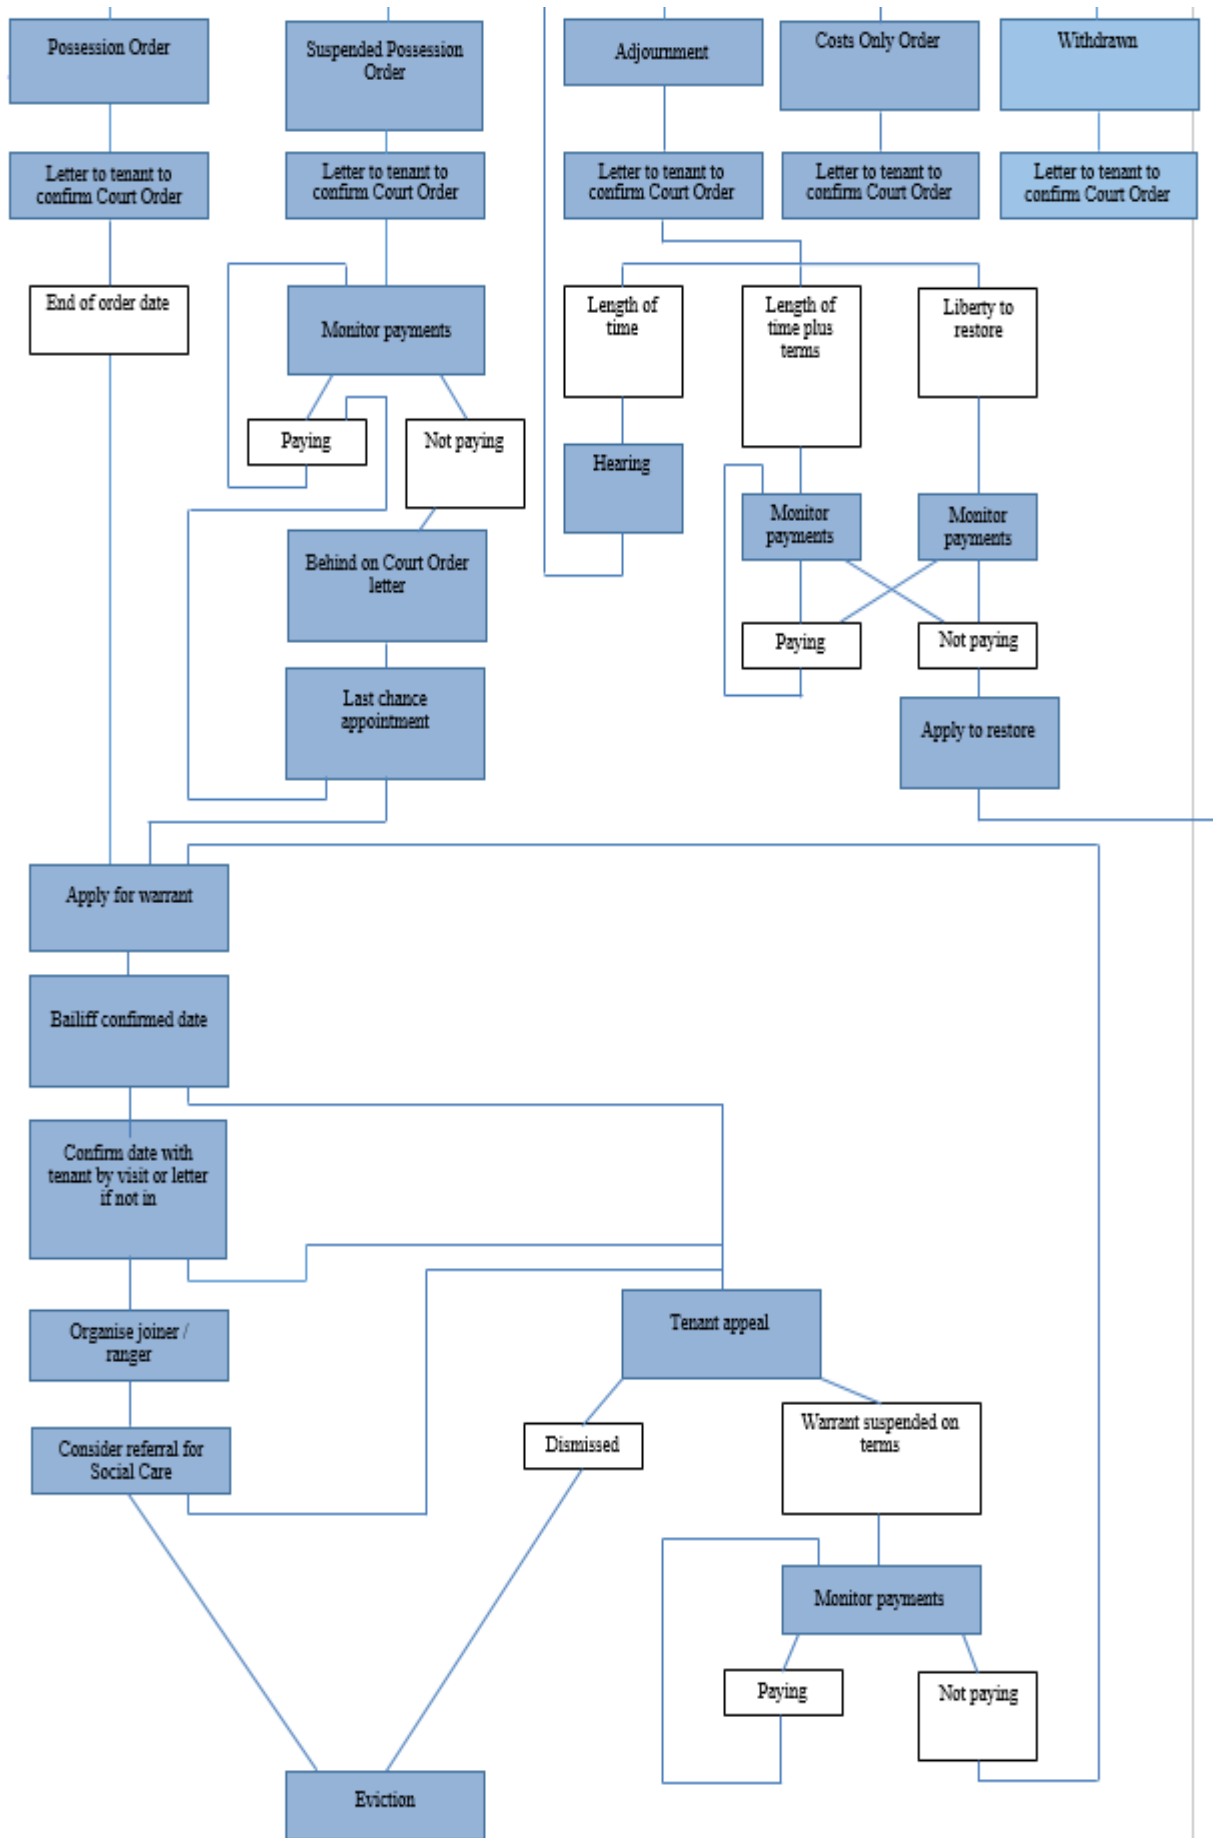 Possession Order
Suspended Possession
Order
Adjournment
Costs Only Order
Withdrawn
Letter to tenant to
confirm Court Order
Letter to tenant to
confirm Court Order
Letter to tenant to
confirm Court Order
Letter to tenant to
confirm Court Order
Letter to tenant to
confirm Court Order
End of order date
Monitor payments
Length of
time
Length of
time plus
terms
Liberty to
restore
Paying
Not paying
Hearing
Monitor
payments
Monitor
payments
Behind on Court Order
letter
Paying
Not paying
Last chance
appointment
Apply to restore
Apply for warrant
Bailiff confirmed date
Confirm date with
tenant by visit or letter
if not in
Organise joiner /
ranger
Tenant appeal
Consider referral for
Social Care
Dismissed
Warrant suspended on
terms
Monitor payments
Paying
Not paying
Eviction